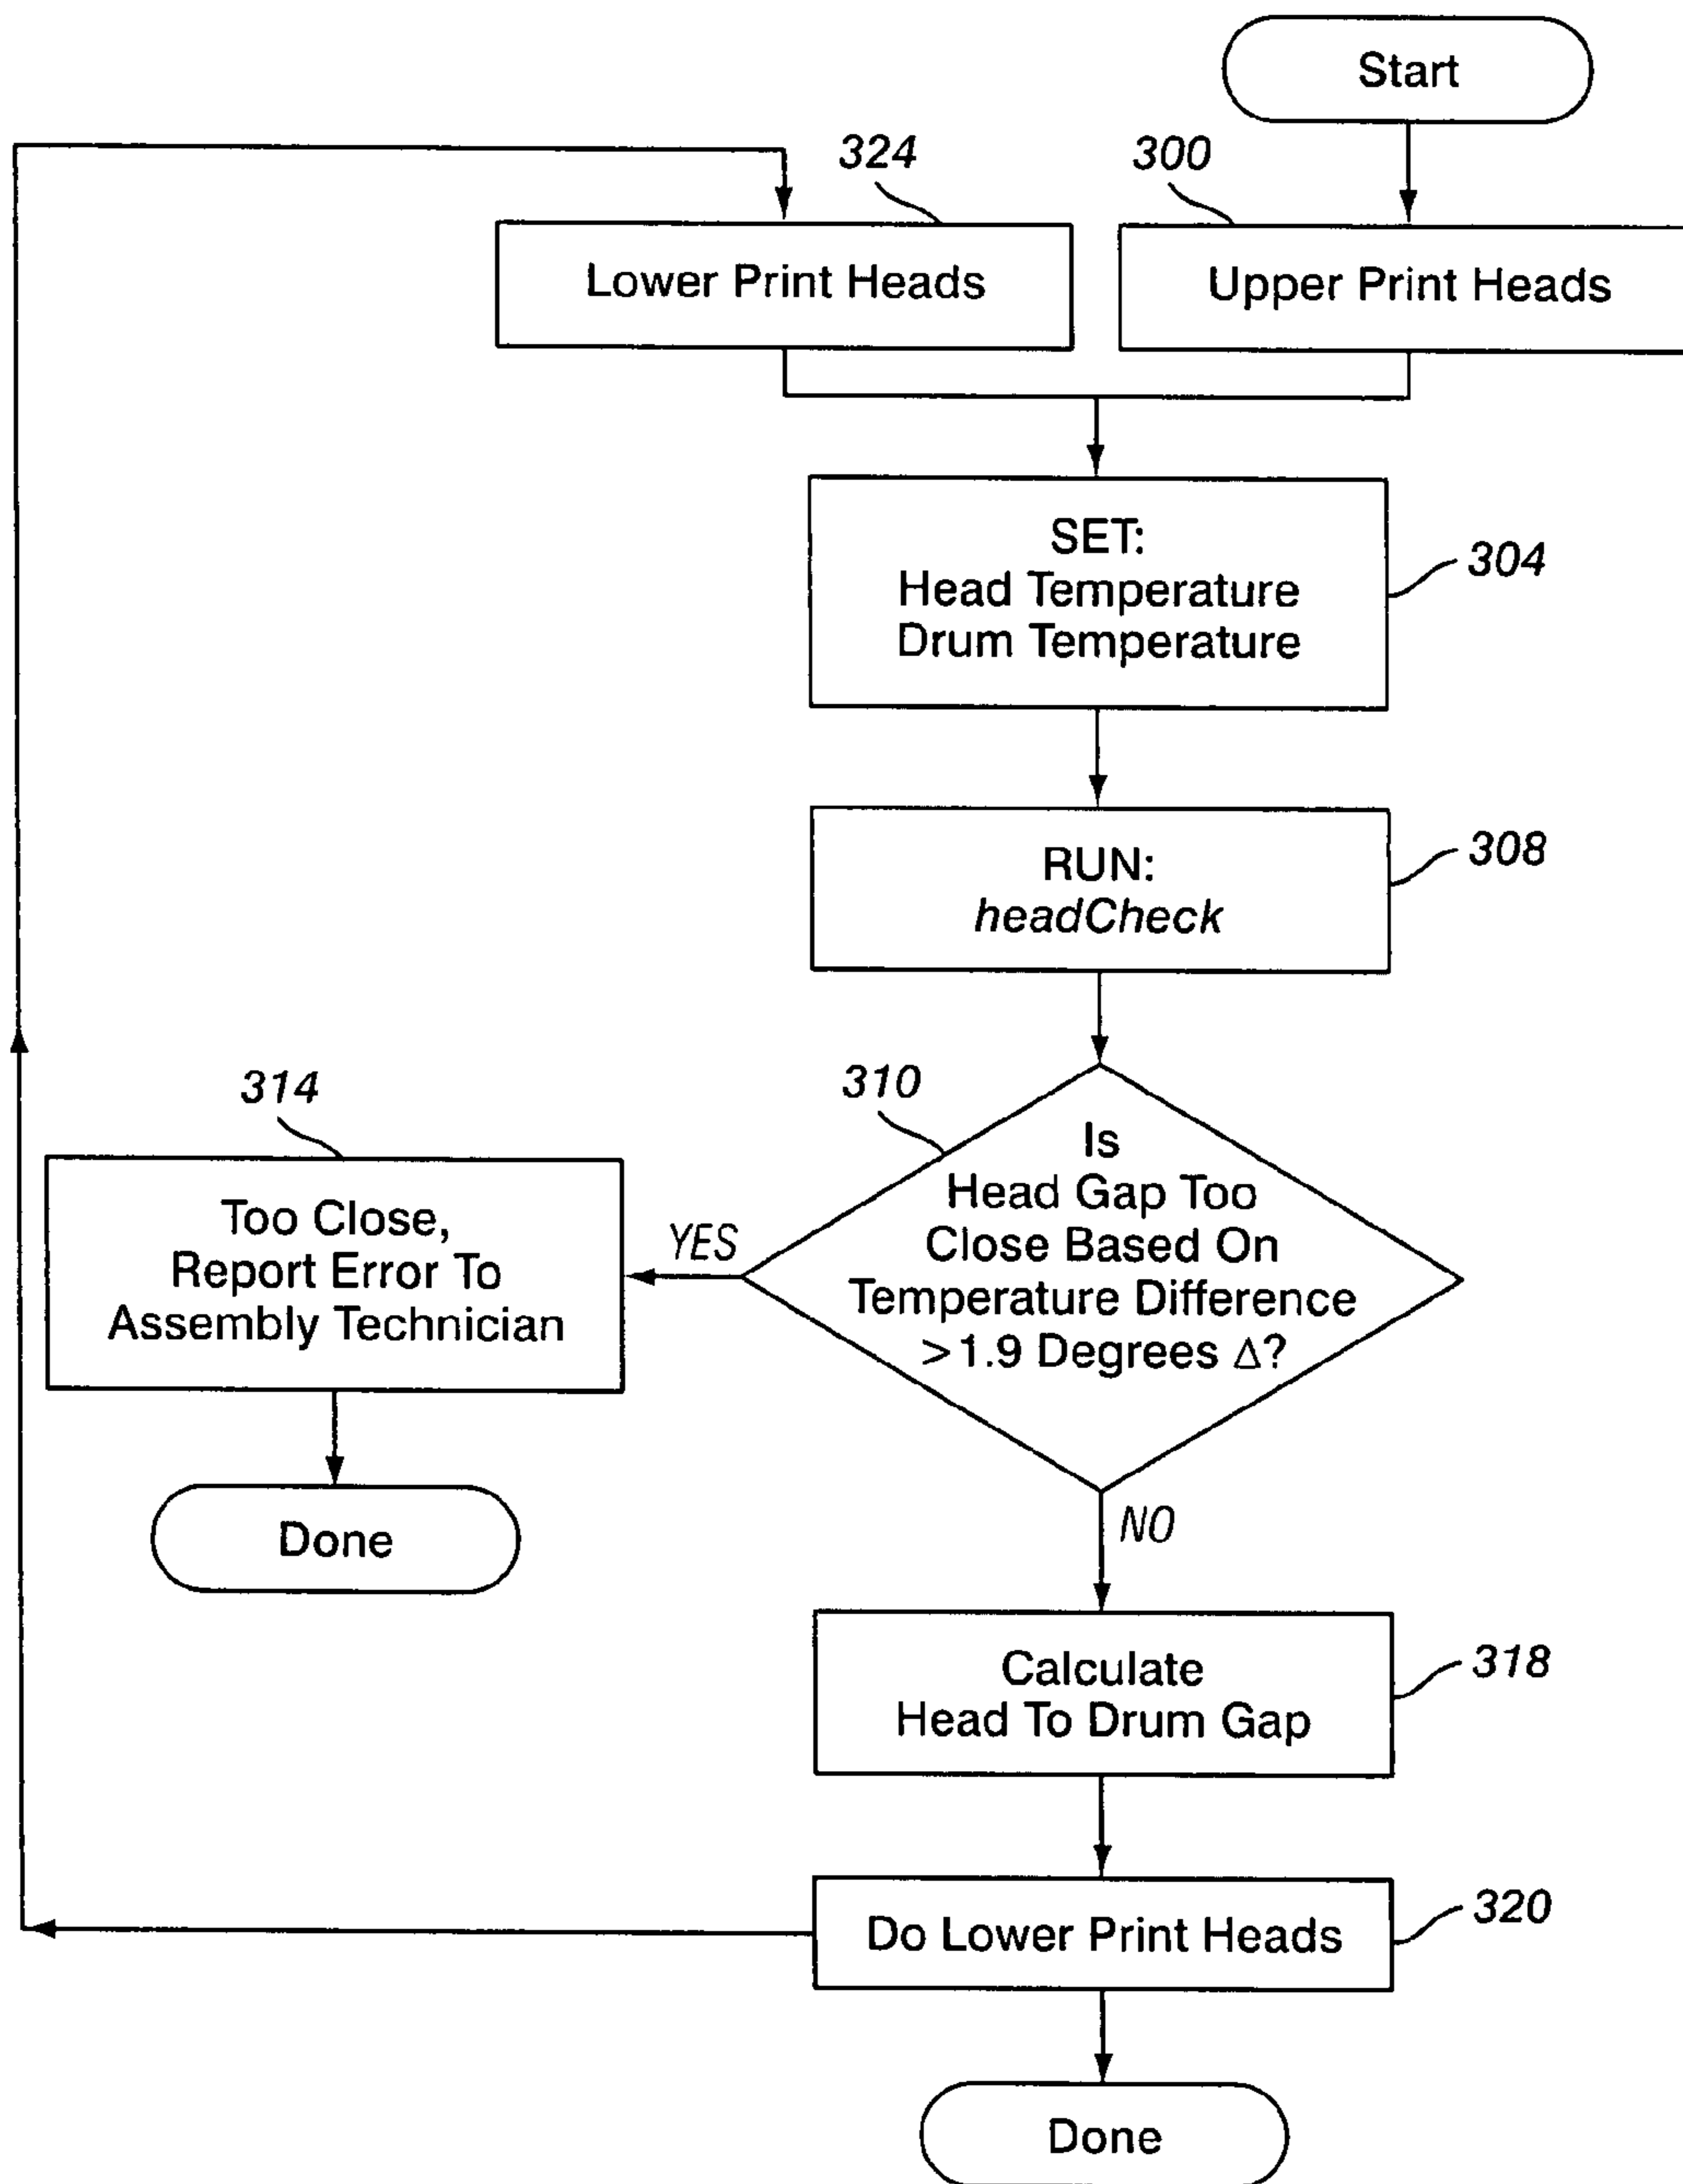 Start
324
300
Lower Print Heads
Upper Print Heads
SET:
Head Temperature
Drum Temperature
304
RUN:
headCheck
308
310
Is
Head Gap Too
Close Based On
Temperature Difference
>1.9 Degrees Δ?
314
Too Close,
Report Error To
Assembly Technician
YES
Done
NO
Calculate
Head To Drum Gap
318
Do Lower Print Heads
320
Done